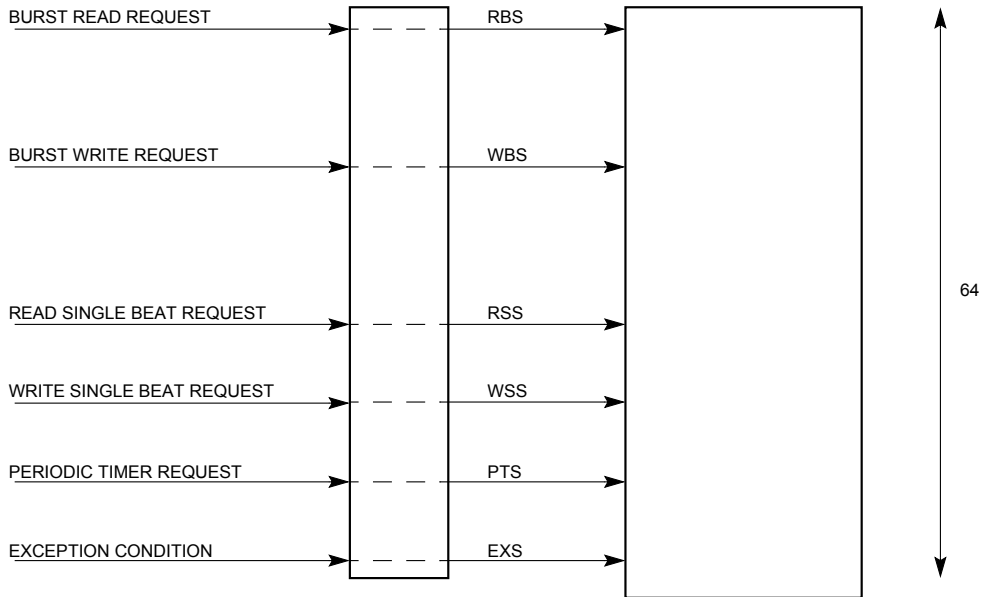 BURST READ REQUEST RBS
BURST WRITE REQUEST WBS
64
READ SINGLE BEAT REQUEST RSS
WRITE SINGLE BEAT REQUEST WSS
PERIODIC TIMER REQUEST PTS
EXCEPTION CONDITION EXS